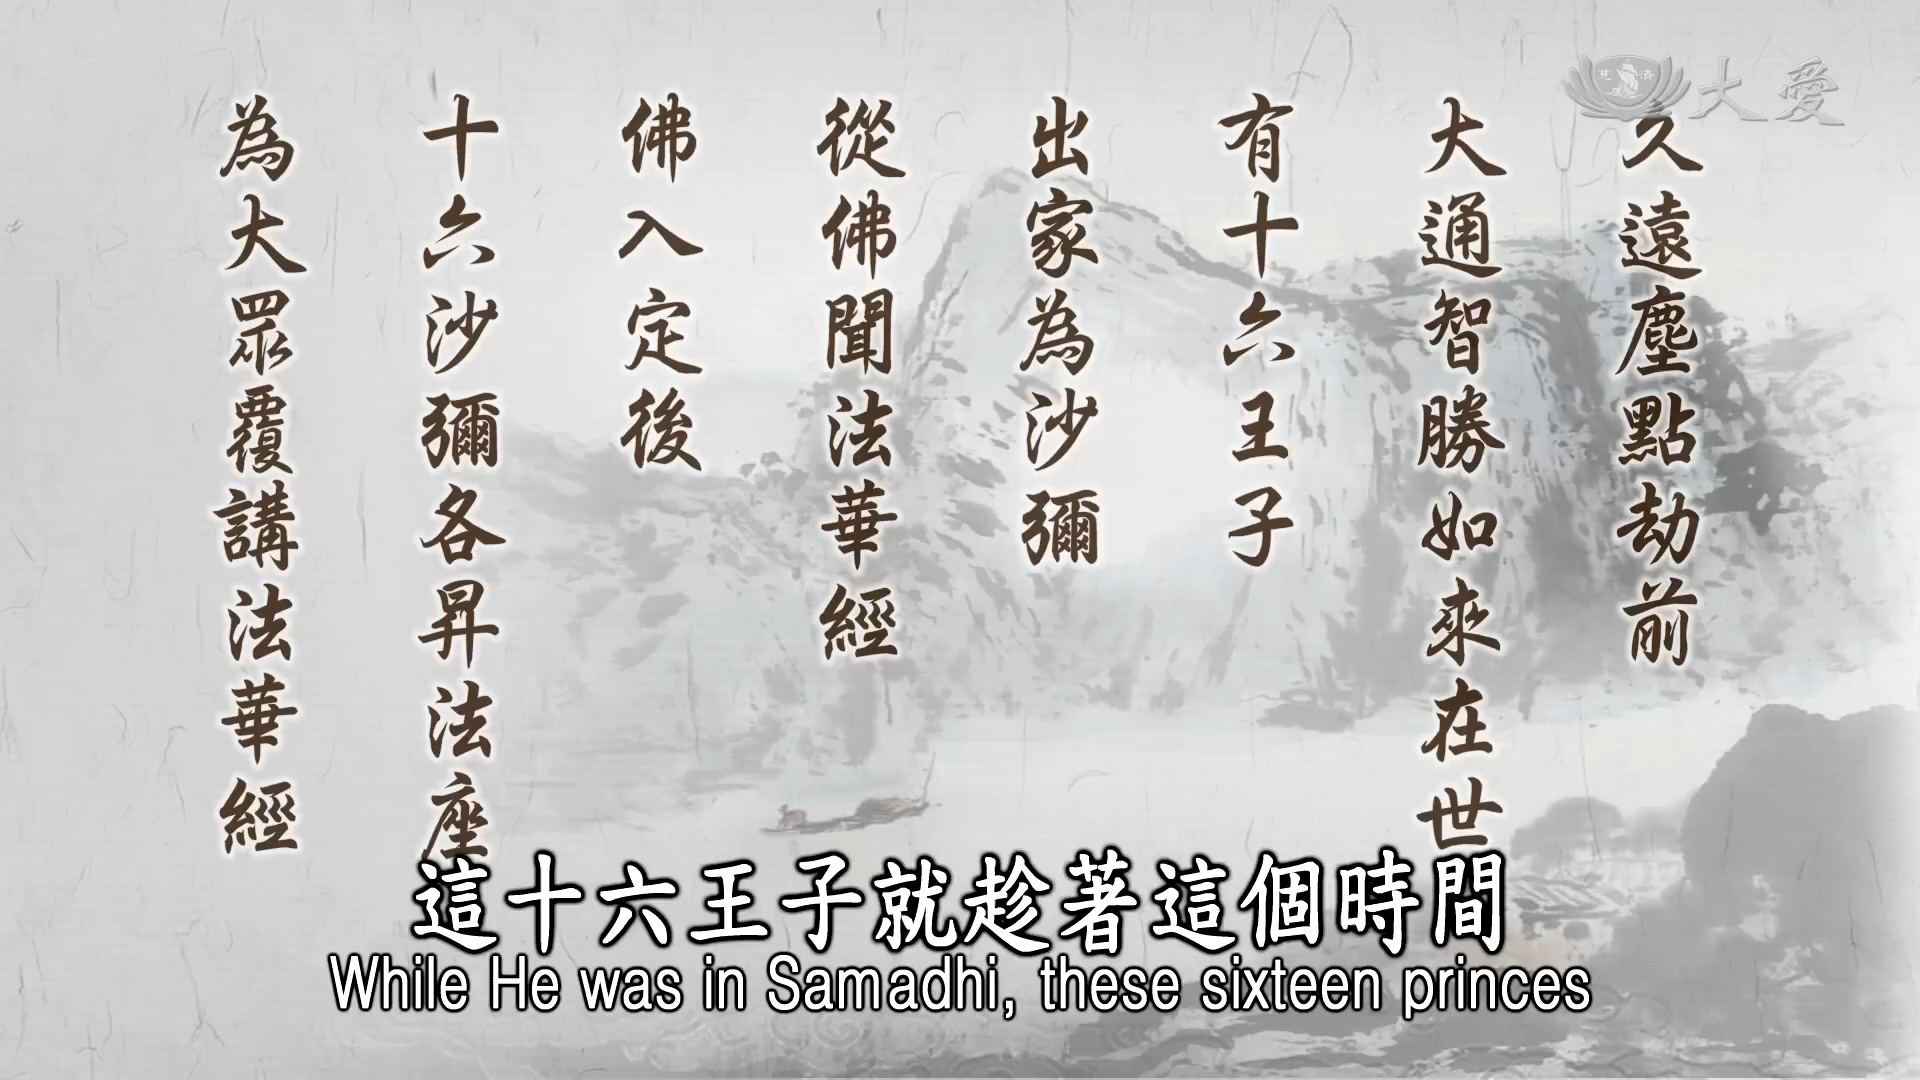 大愛
慈濟
久遠塵點劫前
大通智勝如來在世
有十六王子
出家為沙彌
從佛聞法華經
佛入定後
十六沙彌各昇法座
為大眾覆講法華經
這十六王子就趁著這個時間
While He was in Samadhi, these sixteen princes